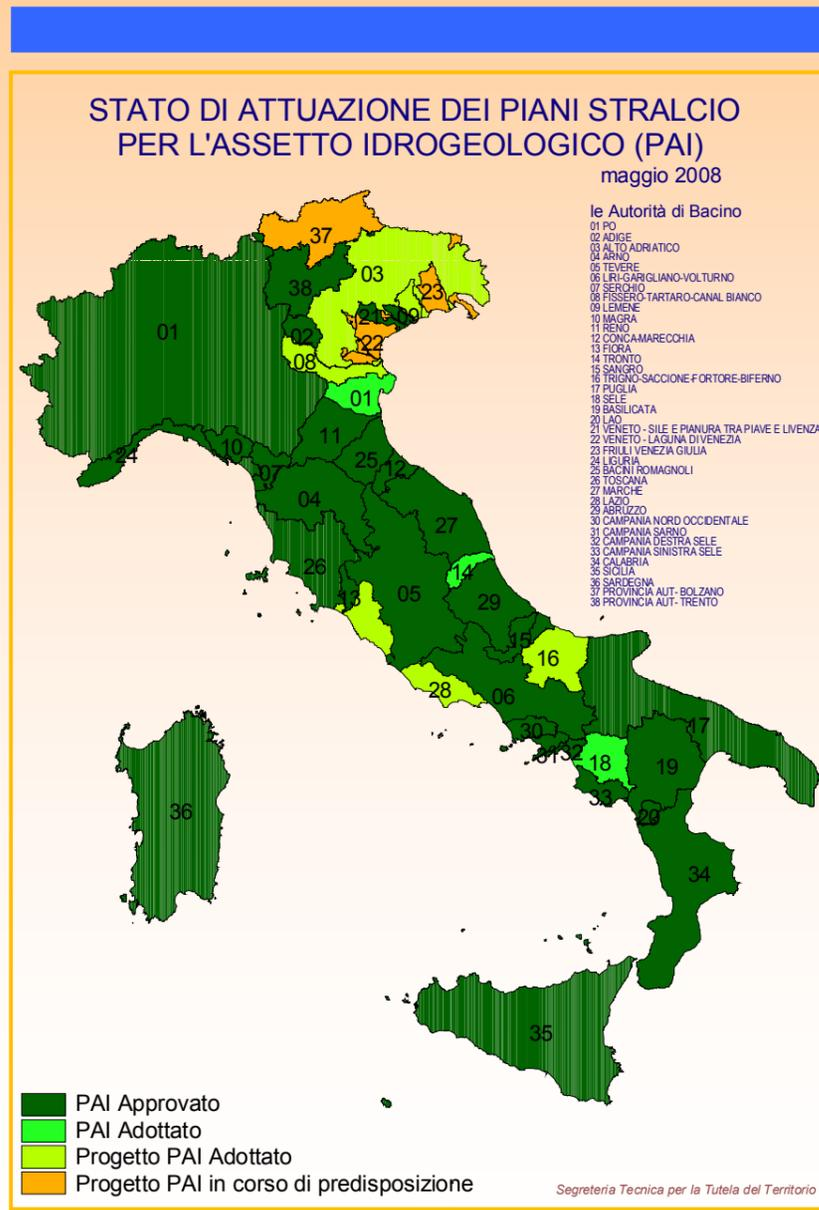 STATO DI ATTUAZIONE DEI PIANI STRALCIO
PER L'ASSETTO IDROGEOLOGICO (PAI)
maggio 2008
le Autorità di Bacino
01 PO
02 ADIGE
03 ALTO ADRIATICO
04 ARNO
05 TEVERE
06 LIRI-GARIGLIANO-VOLTURNO
07 SERCHIO
08 FISSERO-TARTARO-CANAL BIANCO
09 LEMENE
10 MAGRA
11 RENO
12 CONCA-MARECCHIA
13 FIORA
14 TRONTO
15 SANGRO
16 TRIGNO-SACCIONE-FORTORE-BIFERNO
17 PUGLIA
18 SELE
19 BASILICATA
20 LAO
21 VENETO - SILE E PIANURA TRA PIAVE E LIVENZA
22 VENETO - LAGUNA DI VENEZIA
23 FRIULI VENEZIA GIULIA
24 LIGURIA
25 BACINI ROMAGNOLI
26 TOSCANA
27 MARCHE
28 LAZIO
29 ABRUZZO
30 CAMPANIA NORD OCCIDENTALE
31 CAMPANIA SARNO
32 CAMPANIA DESTRA SELE
33 CAMPANIA SINISTRA SELE
34 CALABRIA
35 SICILIA
36 SARDEGNA
37 PROVINCIA AUT- BOLZANO
38 PROVINCIA AUT- TRENTO
37
03
38
23
21
09
01
02
22
08
01
11
10
24
25
12
07
04
27
26
14
13
05
29
15
16
28
06
30
17
31
32
18
19
33
20
36
34
35
PAI Approvato
PAI Adottato
Progetto PAI Adottato
Progetto PAI in corso di predisposizione
Segreteria Tecnica per la Tutela del Territorio